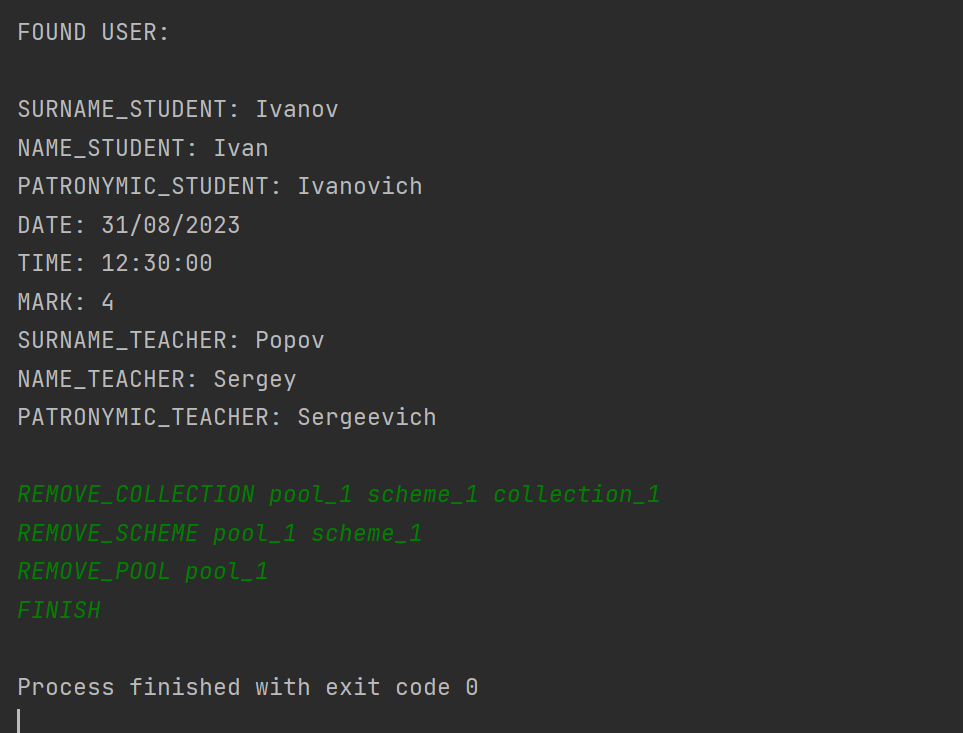 FOUND USER:
SURNAME_STUDENT: Ivanov
NAME_STUDENT: Ivan
PATRONYMIC_STUDENT: Ivanovich
DATE: 31/08/2023
TIME: 12:30:00
MARK: 4
SURNAME_TEACHER: Popov
NAME_TEACHER: Sergey
PATRONYMIC_TEACHER: Sergeevich
REMOVE_COLLECTION pool_1 scheme_1 collection_1
REMOVE_SCHEME pool_1 scheme_1
REMOVE_POOL pool_1
FINISH
Process finished with exit code 0